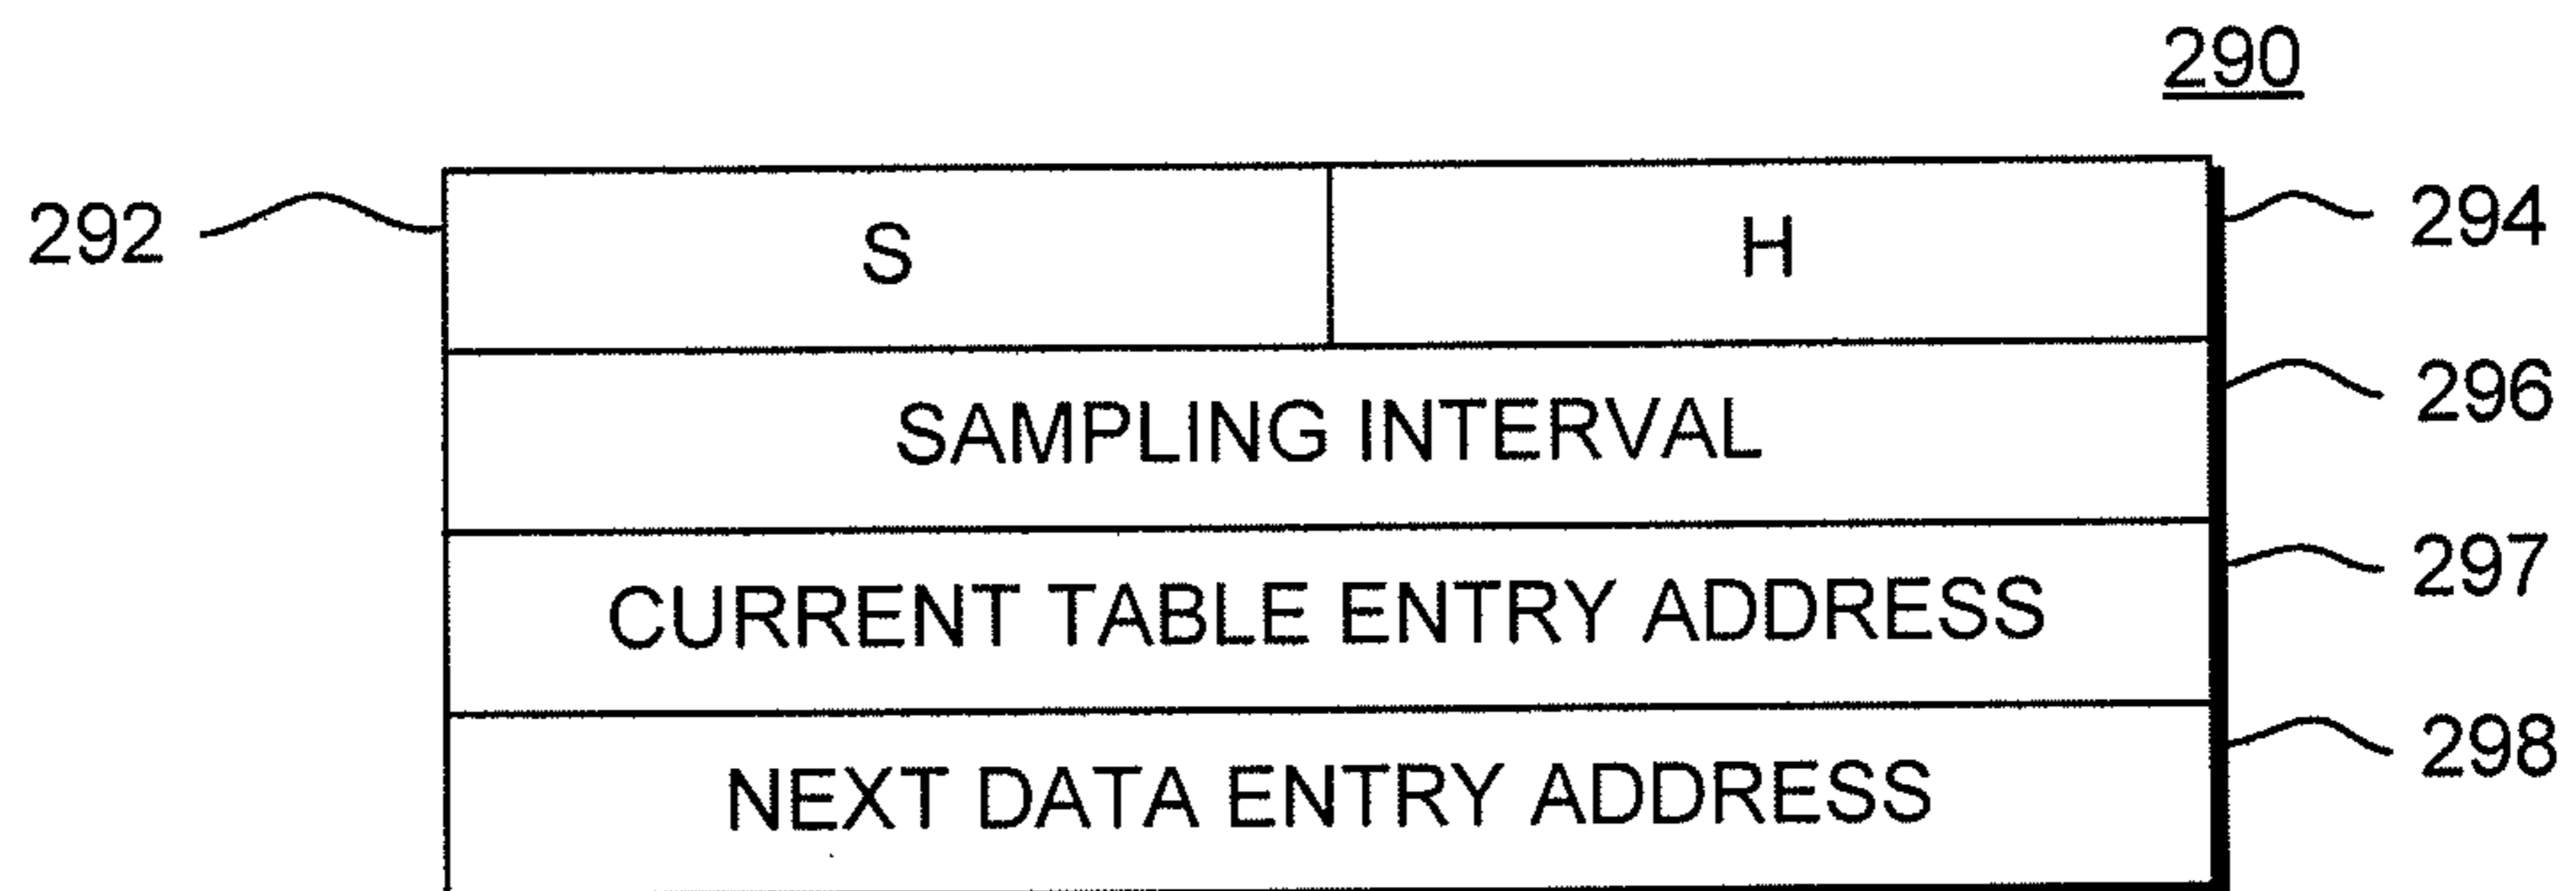 290
292 S H 294
SAMPLING INTERVAL 296
CURRENT TABLE ENTRY ADDRESS 297
NEXT DATA ENTRY ADDRESS 298